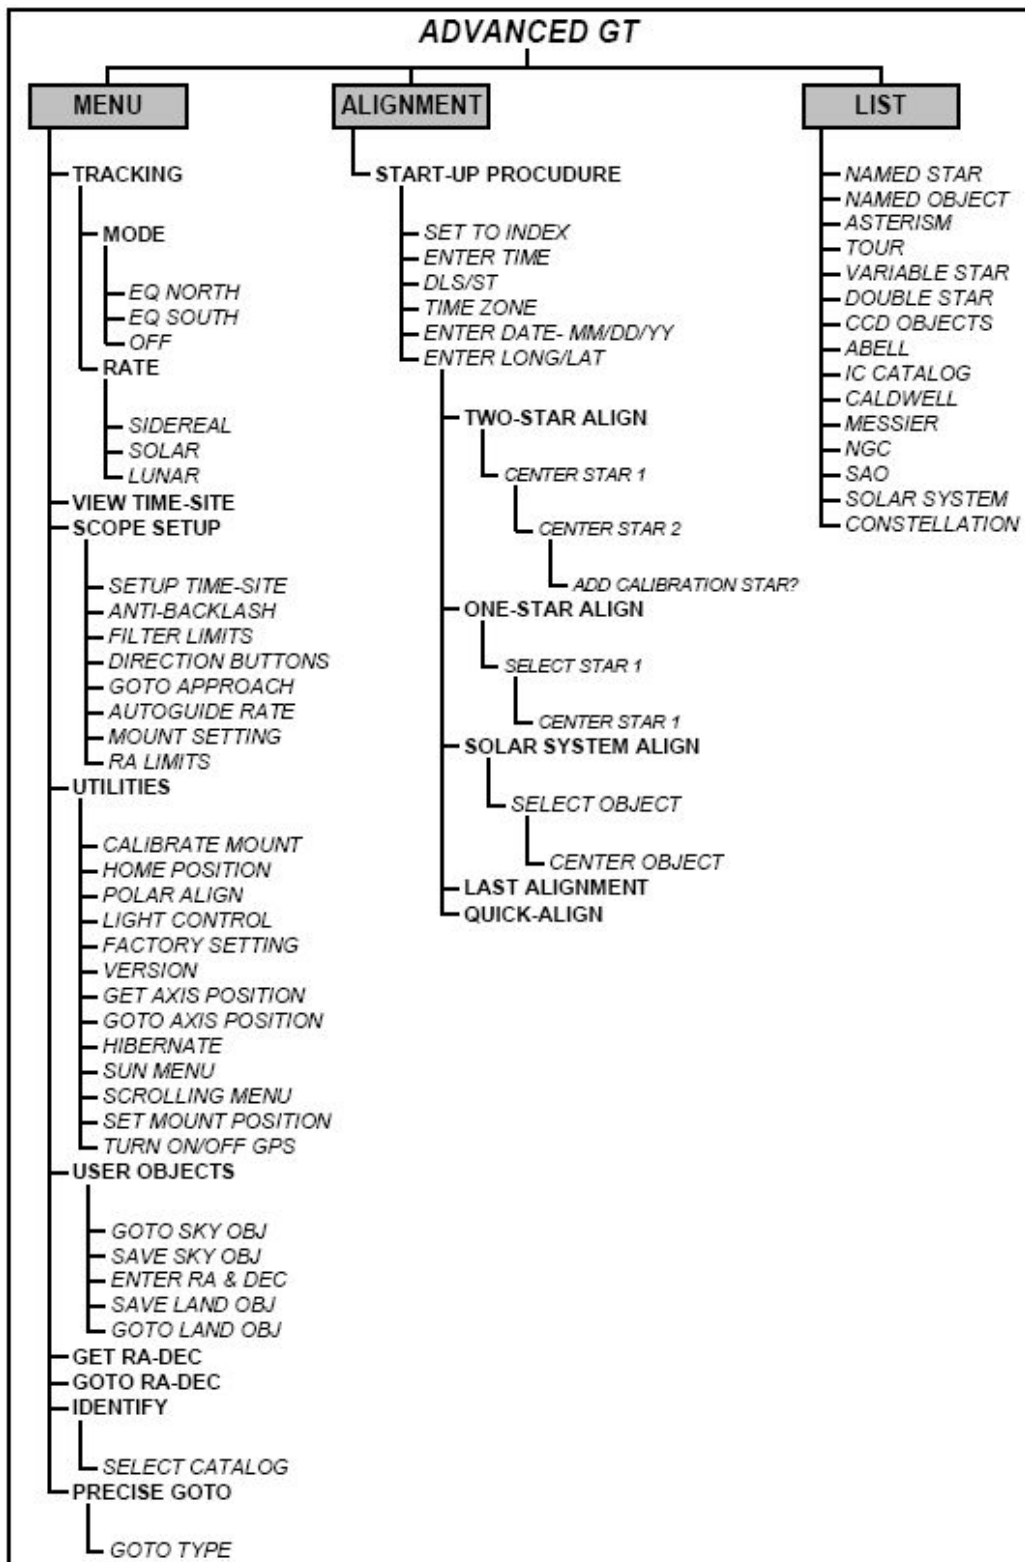 ADVANCED GT
MENU
TRACKING
MODE
EQ NORTH
EQ SOUTH
OFF
RATE
SIDEREAL
SOLAR
LUNAR
VIEW TIME-SITE
SCOPE SETUP
SETUP TIME-SITE
ANTI-BACKLASH
FILTER LIMITS
DIRECTION BUTTONS
GOTO APPROACH
AUTOGUIDE RATE
MOUNT SETTING
RA LIMITS
UTILITIES
CALIBRATE MOUNT
HOME POSITION
POLAR ALIGN
LIGHT CONTROL
FACTORY SETTING
VERSION
GET AXIS POSITION
GOTO AXIS POSITION
HIBERNATE
SUN MENU
SCROLLING MENU
SET MOUNT POSITION
TURN ON/OFF GPS
USER OBJECTS
GOTO SKY OBJ
SAVE SKY OBJ
ENTER RA & DEC
SAVE LAND OBJ
GOTO LAND OBJ
GET RA-DEC
GOTO RA-DEC
IDENTIFY
SELECT CATALOG
PRECISE GOTO
GOTO TYPE
ALIGNMENT
START-UP PROCUDURE
SET TO INDEX
ENTER TIME
DLS/ST
TIME ZONE
ENTER DATE- MM/DD/YY
ENTER LONG/LAT
TWO-STAR ALIGN
CENTER STAR 1
CENTER STAR 2
ADD CALIBRATION STAR?
ONE-STAR ALIGN
SELECT STAR 1
CENTER STAR 1
SOLAR SYSTEM ALIGN
SELECT OBJECT
CENTER OBJECT
LAST ALIGNMENT
QUICK-ALIGN
LIST
NAMED STAR
NAMED OBJECT
ASTERISM
TOUR
VARIABLE STAR
DOUBLE STAR
CCD OBJECTS
ABELL
IC CATALOG
CALDWELL
MESSIER
NGC
SAO
SOLAR SYSTEM
CONSTELLATION